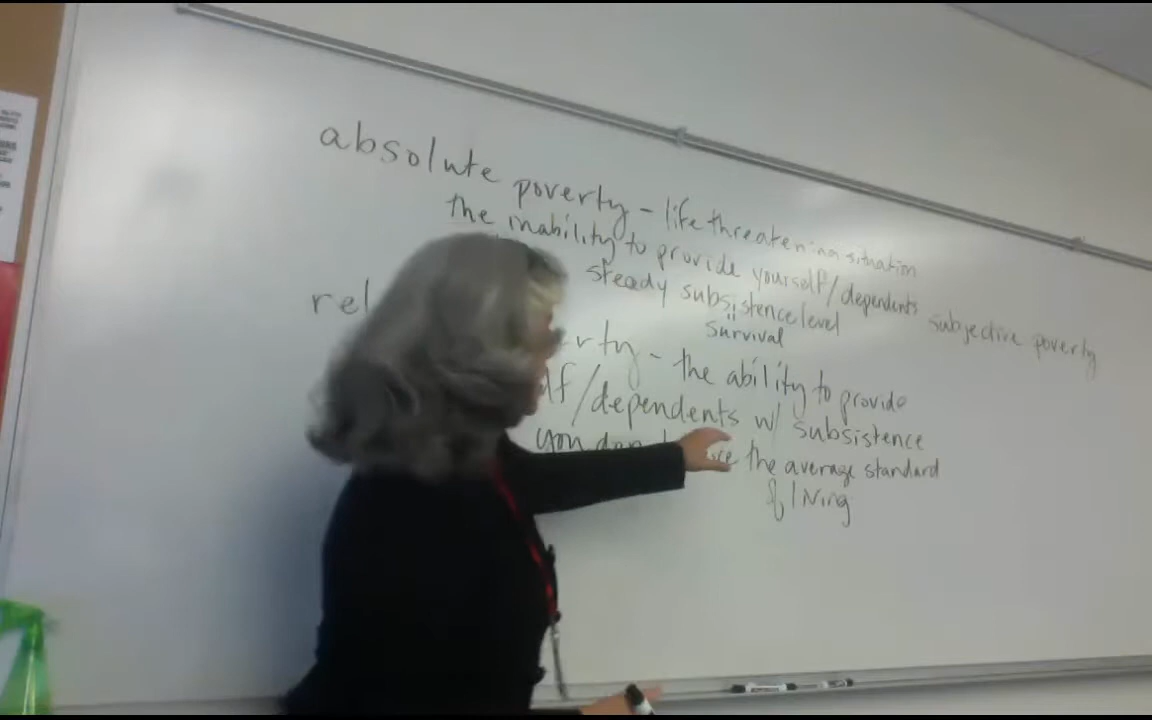 absolute poverty - life threatening situation
the inability to provide yourself/dependents
steady subsistence level
subjective poverty
"
survival
rel rty - the ability to provide
lf/dependents w/ subsistence
you the average standard
of living